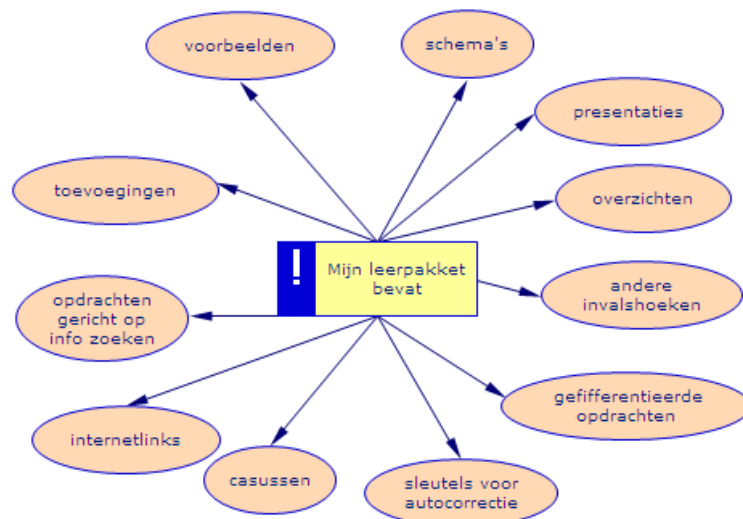 voorbeelden
schema's
presentaties
toevoegingen
overzichten
!
Mijn leerpakket
bevat
andere
invalshoeken
opdrachten
gericht op
info zoeken
gefifferentieerde
opdrachten
internetlinks
casussen
sleutels voor
autocorrectie